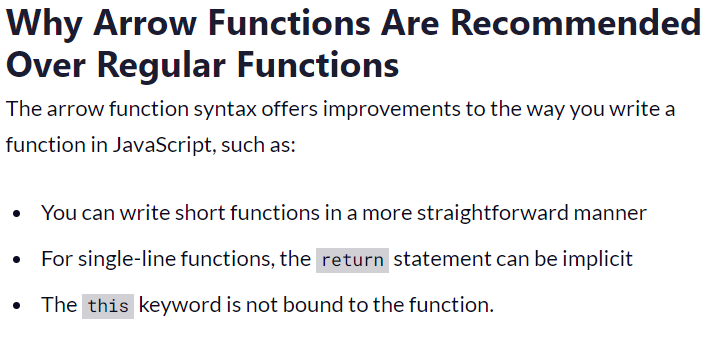 Why Arrow Functions Are Recommended
Over Regular Functions
The arrow function syntax offers improvements to the way you write a
function in JavaScript, such as:
• You can write short functions in a more straightforward manner
• For single-line functions, the return statement can be implicit
• The this keyword is not bound to the function.